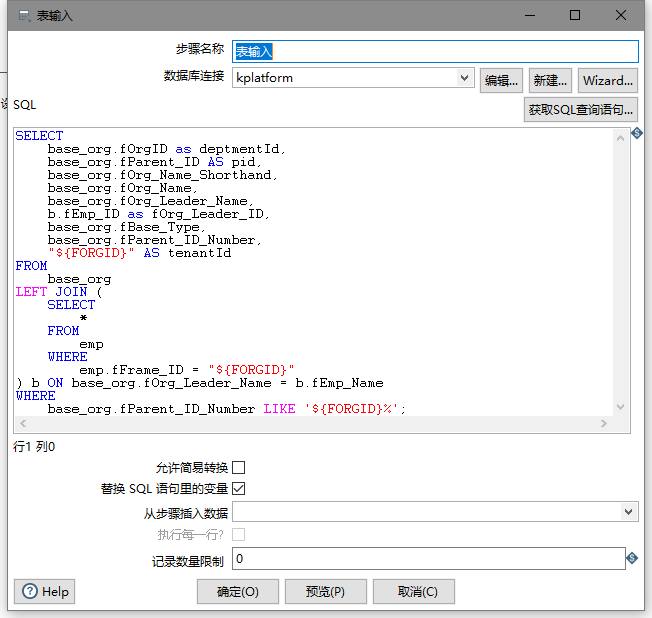 表输入
步骤名称 表输入
数据库连接 kplatform 编辑... 新建... Wizard...
SQL 获取SQL查询语句...
SELECT
    base_org.fOrgID as deptmentId,
    base_org.fParent_ID AS pid,
    base_org.fOrg_Name_Shorthand,
    base_org.fOrg_Name,
    base_org.fOrg_Leader_Name,
    b.fEmp_ID as fOrg_Leader_ID,
    base_org.fBase_Type,
    base_org.fParent_ID_Number,
    "${FORGID}" AS tenantId
FROM
    base_org
LEFT JOIN (
    SELECT
        *
    FROM
        emp
    WHERE
        emp.fFrame_ID = "${FORGID}"
) b ON base_org.fOrg_Leader_Name = b.fEmp_Name
WHERE
    base_org.fParent_ID_Number LIKE '${FORGID}%';
行1 列0
允许简易转换
替换 SQL 语句里的变量
从步骤插入数据
执行每一行?
记录数量限制 0
Help 确定(O) 预览(P) 取消(C)